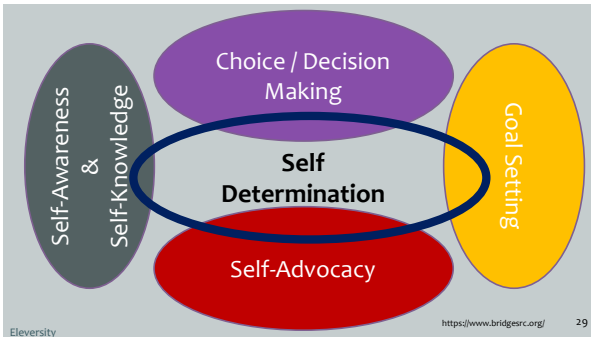 Choice / Decision
Making
Self-Awareness
&
Self-Knowledge
Self
Determination
Goal Setting
Self-Advocacy
https://www.bridgesrc.org/
29
Eleversity